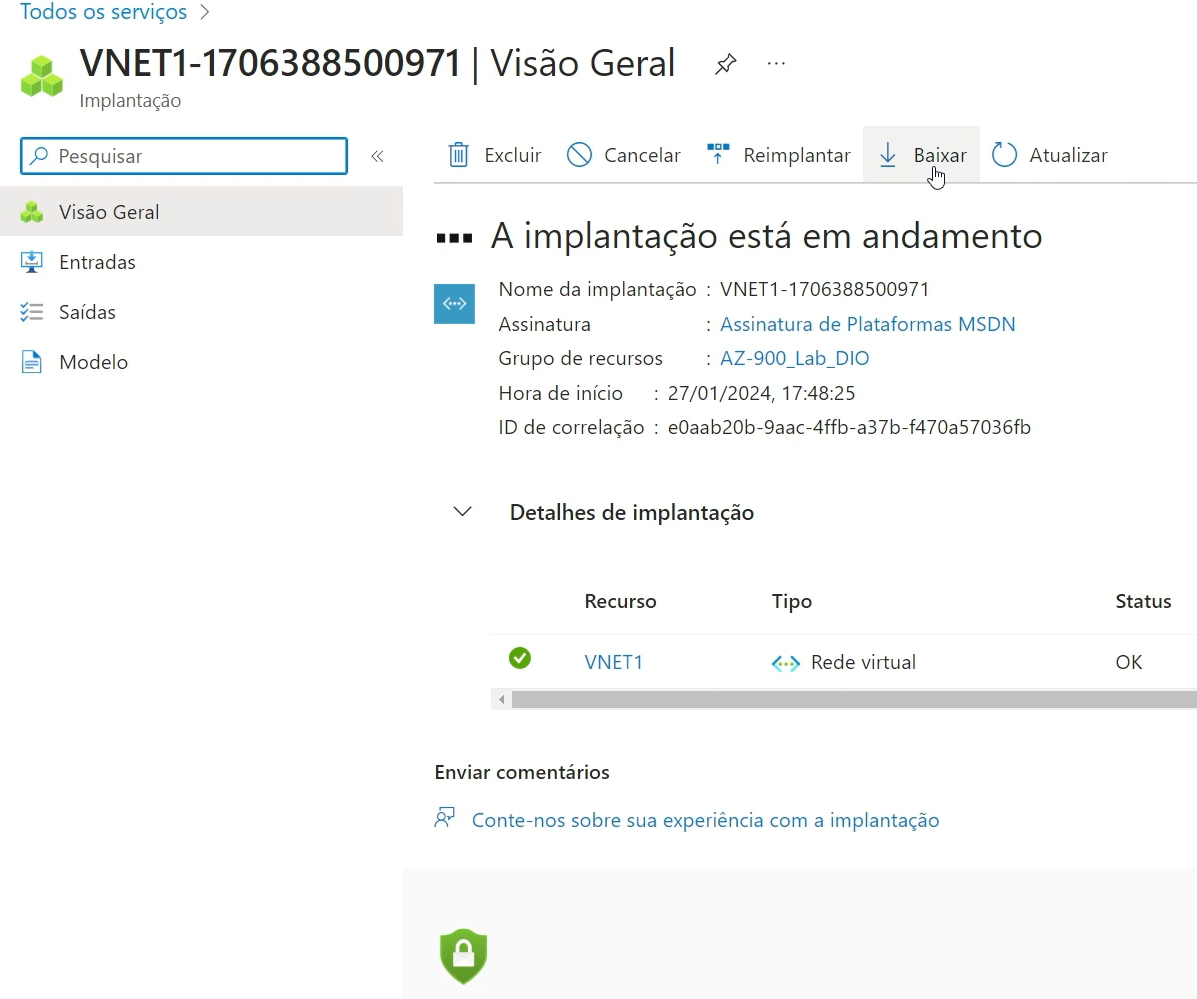 Todos os serviços
VNET1-1706388500971 | Visão Geral
Implantação
Pesquisar
Visão Geral
Entradas
Saídas
Modelo
Excluir Cancelar Reimplantar Baixar Atualizar
A implantação está em andamento
Nome da implantação : VNET1-1706388500971
Assinatura : Assinatura de Plataformas MSDN
Grupo de recursos : AZ-900_Lab_DIO
Hora de início : 27/01/2024, 17:48:25
ID de correlação : e0aab20b-9aac-4ffb-a37b-f470a57036fb
Detalhes de implantação
Recurso Tipo Status
VNET1 Rede virtual OK
Enviar comentários
Conte-nos sobre sua experiência com a implantação